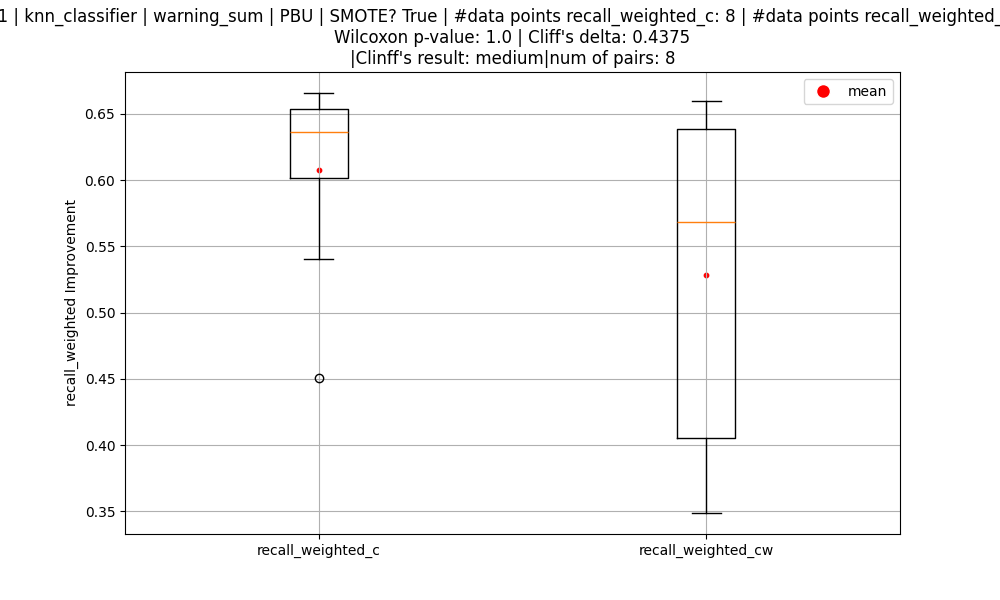 1 | knn_classifier | warning_sum | PBU | SMOTE? True | #data points recall_weighted_c: 8 | #data points recall_weighted_
Wilcoxon p-value: 1.0 | Cliff's delta: 0.4375
|Clinff's result: medium|num of pairs: 8
mean
0.65
0.60
0.55
0.50
0.45
0.40
0.35
recall_weighted Improvement
recall_weighted_c
recall_weighted_cw